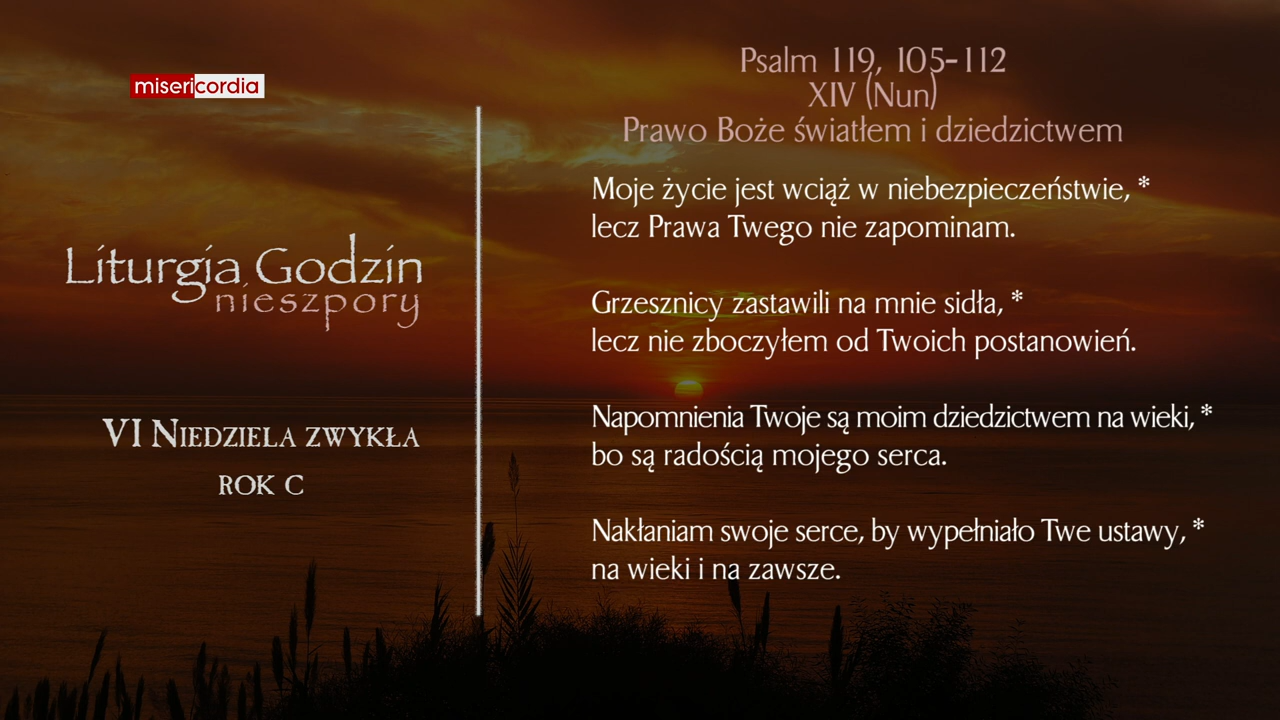 misericordia
Liturgia Godzin
nieszpory
VI Niedziela zwykła
rok C
Psalm 119, 105-112
XIV (Nun)
Prawo Boże światłem i dziedzictwem
Moje życie jest wciąż w niebezpieczeństwie, *
lecz Prawa Twego nie zapominam.
Grzesznicy zastawili na mnie sidła, *
lecz nie zboczyłem od Twoich postanowień.
Napomnienia Twoje są moim dziedzictwem na wieki, *
bo są radością mojego serca.
Nakłaniam swoje serce, by wypełniało Twe ustawy, *
na wieki i na zawsze.